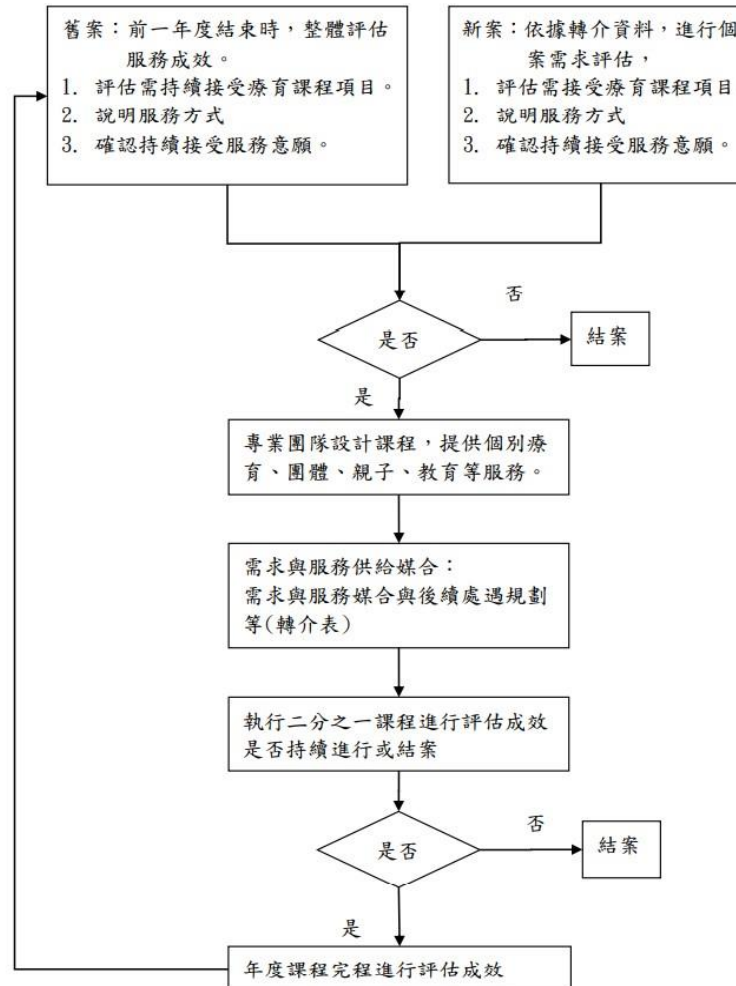 舊案：前一年度結束時，整體評估
服務成效。
1. 評估需持續接受療育課程項目。
2. 說明服務方式
3. 確認持續接受服務意願。
新案：依據轉介資料，進行個
案需求評估，
1. 評估需接受療育課程項目
2. 說明服務方式
3. 確認持續接受服務意願。
是否
否
結案
是
專業團隊設計課程，提供個別療
育、團體、親子、教育等服務。
需求與服務供給媒合：
需求與服務媒合與後續處遇規劃
等(轉介表)
執行二分之一課程進行評估成效
是否持續進行或結案
是否
否
結案
是
年度課程完程進行評估成效